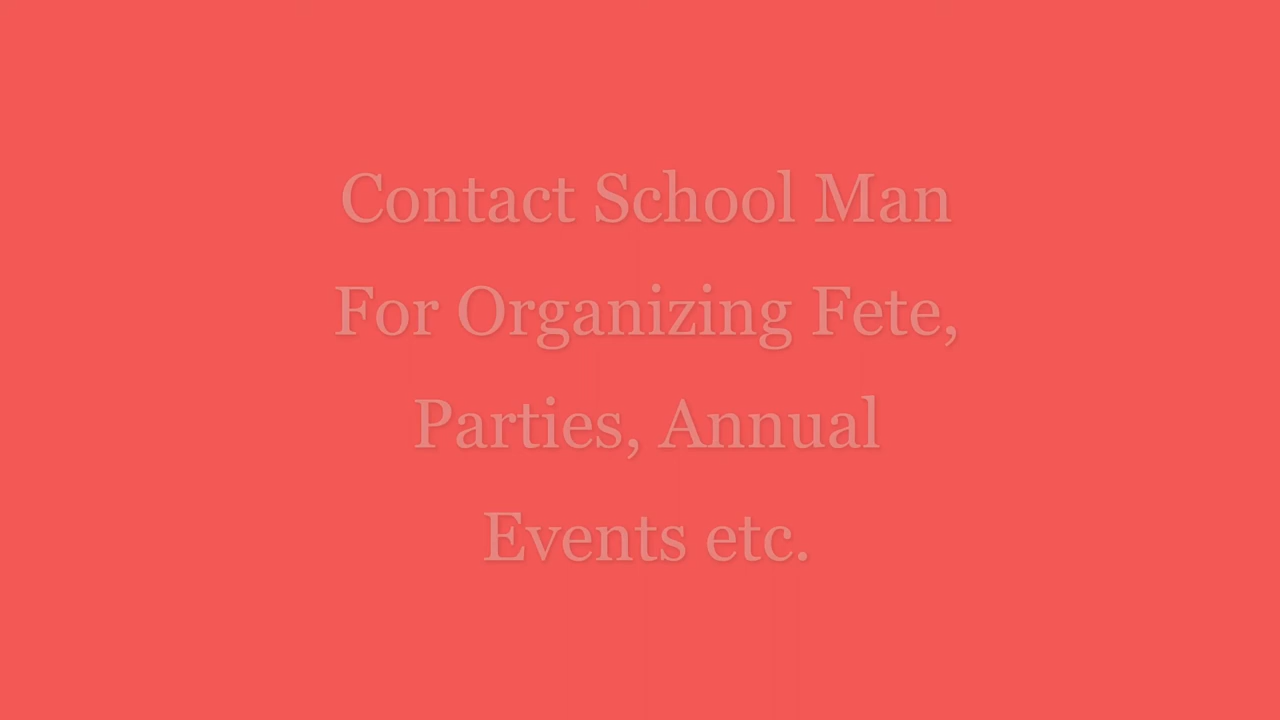 Contact School Man
For Organizing Fete,
Parties, Annual
Events etc.